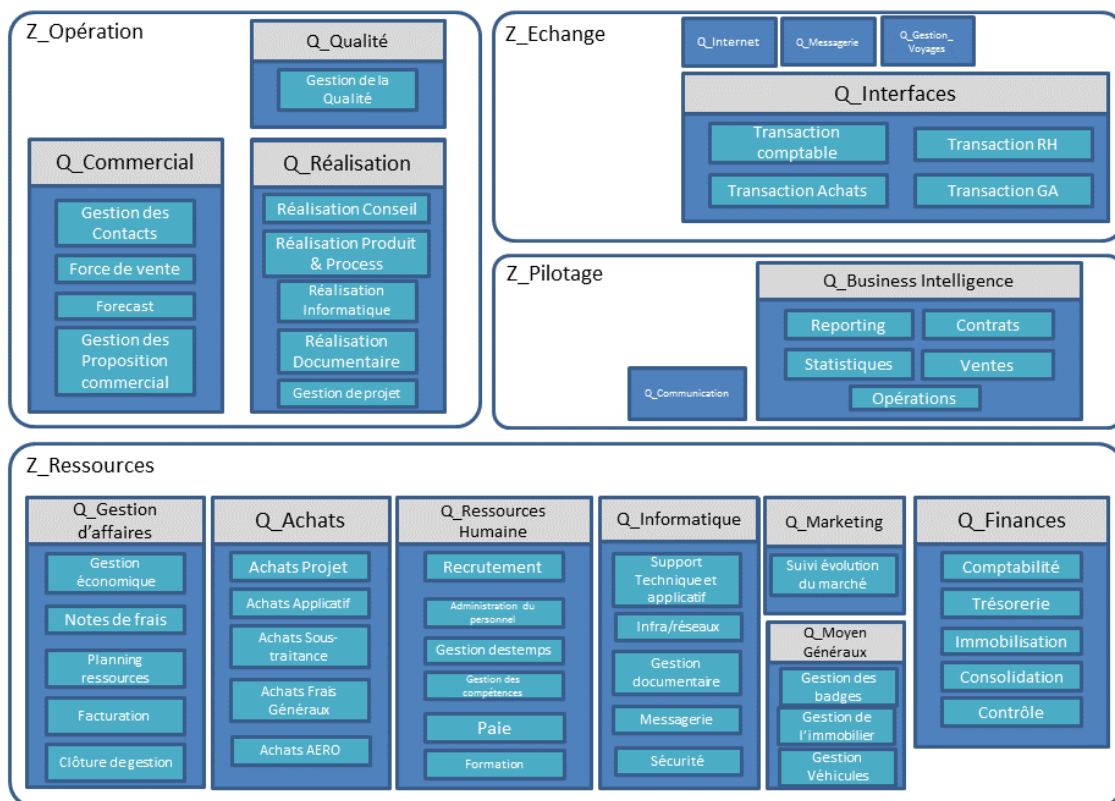 Z_Opération
Q_Qualité
Gestion de la
Qualité
Q_Commercial
Gestion des
Contacts
Force de vente
Forecast
Gestion des
Proposition
commercial
Q_Réalisation
Réalisation Conseil
Réalisation Produit
& Process
Réalisation
Informatique
Réalisation
Documentaire
Gestion de projet
Z_Echange
Q_Internet
Q_Messagerie
Q_Gestion_
Voyages
Q_Interfaces
Transaction
comptable
Transaction RH
Transaction Achats
Transaction GA
Z_Pilotage
Q_Communication
Q_Business Intelligence
Reporting
Contrats
Statistiques
Ventes
Opérations
Z_Ressources
Q_Gestion
d'affaires
Gestion
économique
Notes de frais
Planning
ressources
Facturation
Clôture de gestion
Q_Achats
Achats Projet
Achats Applicatif
Achats Sous-
traitance
Achats Frais
Généraux
Achats AERO
Q_Ressources
Humaine
Recrutement
Administration du
personnel
Gestion destemps
Gestion des
compétences
Paie
Formation
Q_Informatique
Support
Technique et
applicatif
Infra/réseaux
Gestion
documentaire
Messagerie
Sécurité
Q_Marketing
Suivi évolution
du marché
Q_Moyen
Généraux
Gestion des
badges
Gestion de
l'immobilier
Gestion
Véhicules
Q_Finances
Comptabilité
Trésorerie
Immobilisation
Consolidation
Contrôle